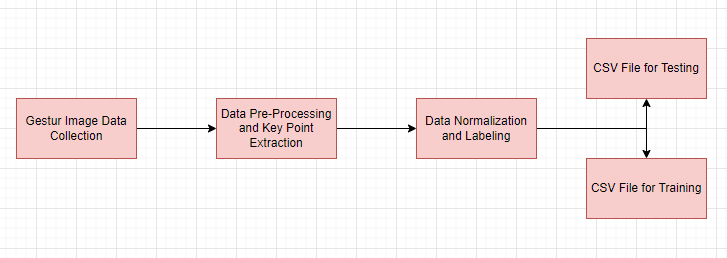 Gestur Image Data
Collection
Data Pre-Processing
and Key Point
Extraction
Data Normalization
and Labeling
CSV File for Testing
CSV File for Training